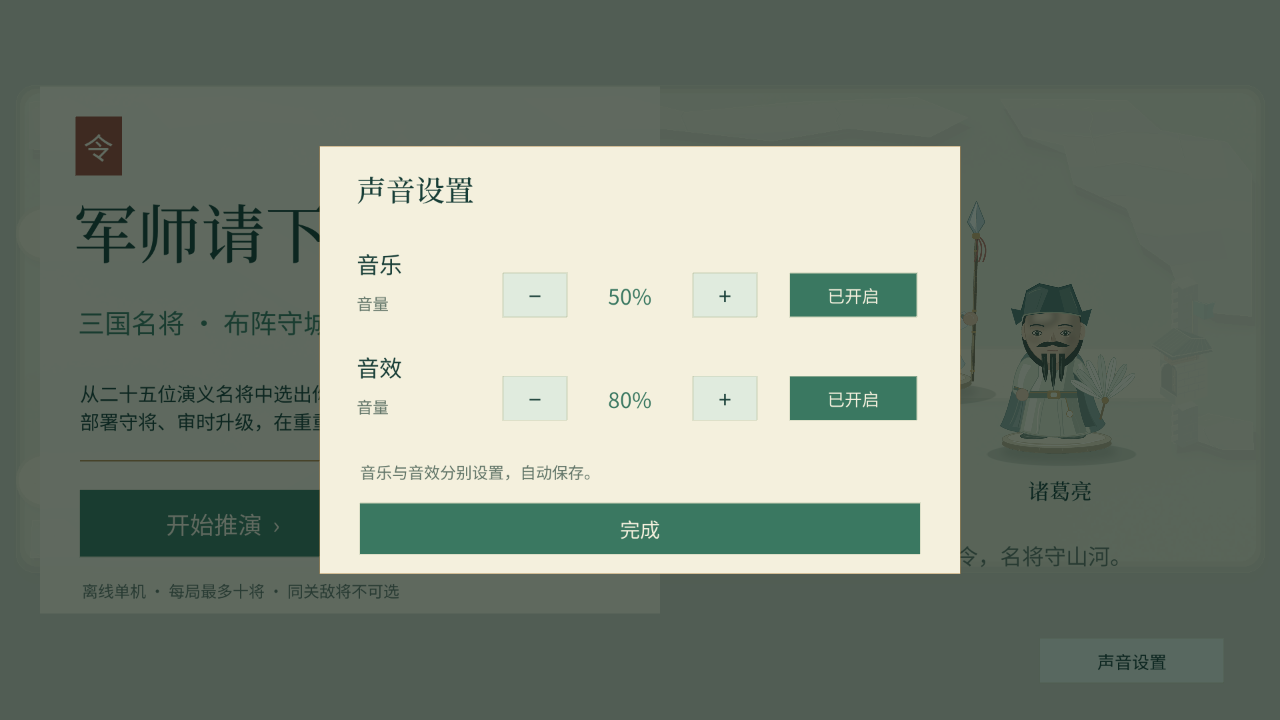 令
军师请下
三国名将 · 布阵守城
从二十五位演义名将中选出
部署守将、审时升级，在重
开始推演 ›
离线单机 · 每局最多十将 · 同关敌将不可选
声音设置
音乐
音量
−
50%
+
已开启
音效
音量
−
80%
+
已开启
音乐与音效分别设置，自动保存。
完成
诸葛亮
令，名将守山河。
声音设置